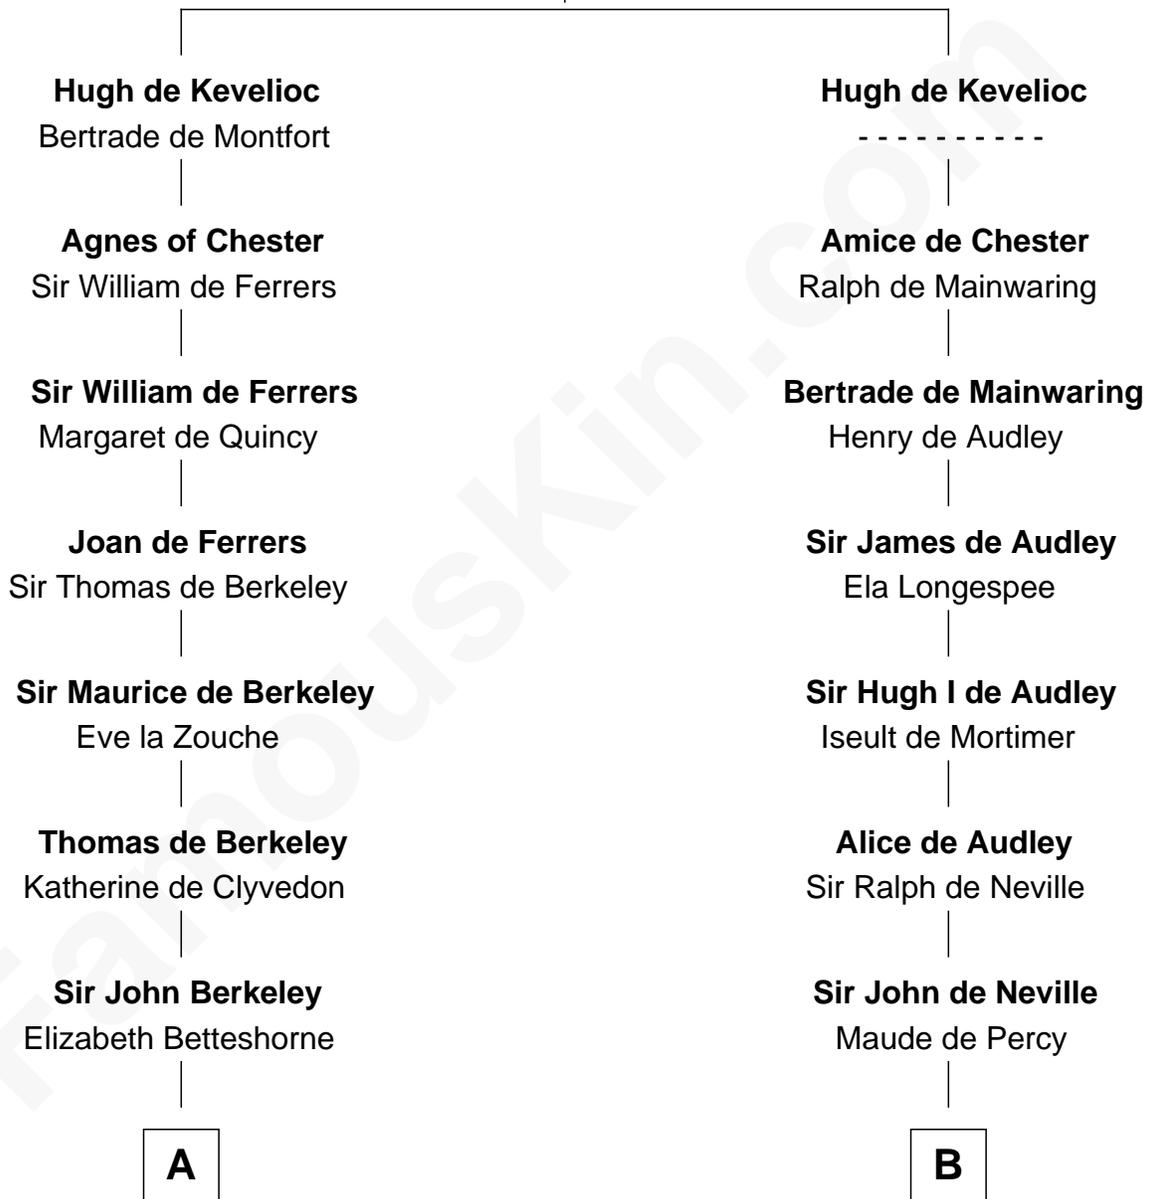 Hugh de Kevelioc
Bertrade de Montfort
Agnes of Chester
Sir William de Ferrers
Sir William de Ferrers
Margaret de Quincy
Joan de Ferrers
Sir Thomas de Berkeley
Sir Maurice de Berkeley
Eve la Zouche
Thomas de Berkeley
Katherine de Clyvedon
Sir John Berkeley
Elizabeth Betteshorne
A
Hugh de Kevelioc
- - - - - - - - - -
Amice de Chester
Ralph de Mainwaring
Bertrade de Mainwaring
Henry de Audley
Sir James de Audley
Ela Longespee
Sir Hugh I de Audley
Iseult de Mortimer
Alice de Audley
Sir Ralph de Neville
Sir John de Neville
Maude de Percy
B
FamousKin.com